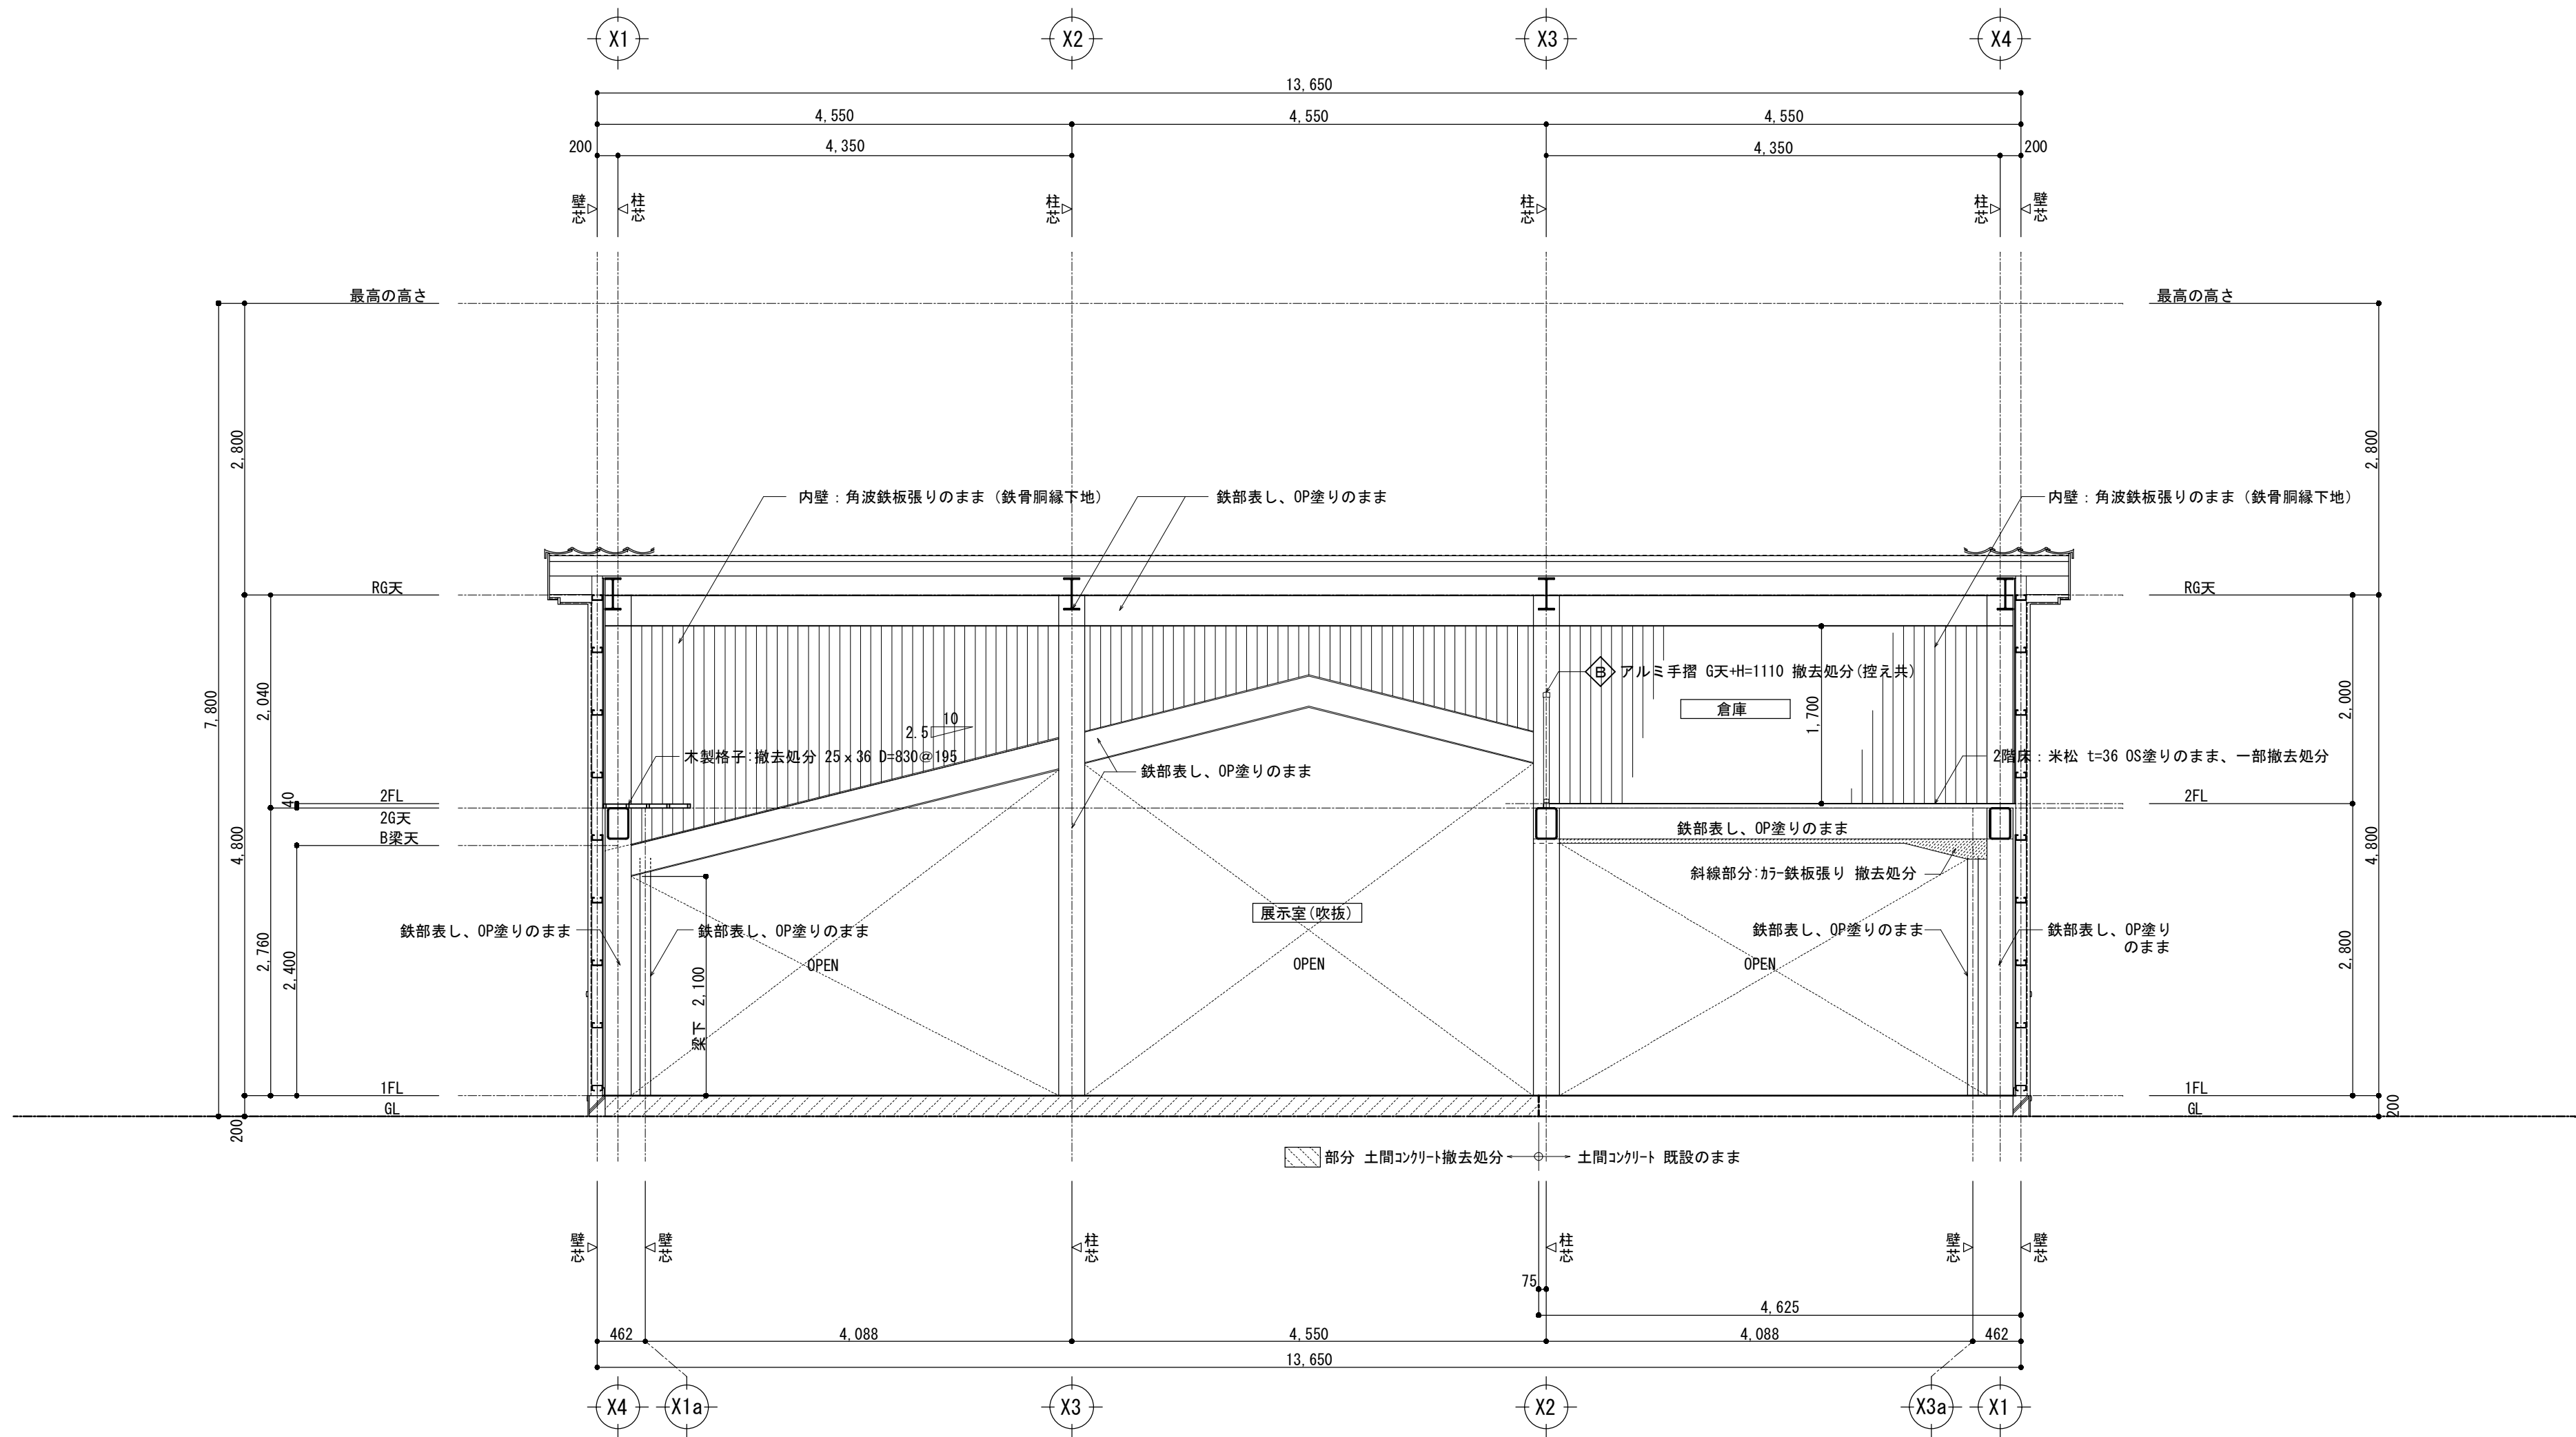 X1
X2
X3
X4
13,650
4,550
4,550
4,550
200
4,350
4,350
200
壁芯
柱芯
柱芯
柱芯
柱芯
壁芯
最高の高さ
最高の高さ
2,800
2,800
内壁：角波鉄板張りのまま（鉄骨胴縁下地）
鉄部表し、OP塗りのまま
内壁：角波鉄板張りのまま（鉄骨胴縁下地）
RG天
RG天
7,800
2,040
B
アルミ手摺 G天+H=1110 撤去処分(控え共)
倉庫
1,700
2,000
10
2.5
木製格子:撤去処分 25ｘ36 D=830@195
鉄部表し、OP塗りのまま
2階床：米松 t=36 OS塗りのまま、一部撤去処分
40
2FL
2FL
2G天
B梁天
4,800
4,800
鉄部表し、OP塗りのまま
斜線部分:ｶﾗｰ鉄板張り 撤去処分
展示室(吹抜)
鉄部表し、OP塗りのまま
鉄部表し、OP塗りのまま
鉄部表し、OP塗りのまま
鉄部表し、OP塗り
のまま
2,760
2,400
2,800
OPEN
OPEN
OPEN
梁下 2,100
1FL
1FL
GL
GL
200
200
部分 土間ｺﾝｸﾘｰﾄ撤去処分
土間ｺﾝｸﾘｰﾄ 既設のまま
壁芯
壁芯
柱芯
柱芯
壁芯
壁芯
75
4,625
462
4,088
4,550
4,088
462
13,650
X4
X1a
X3
X2
X3a
X1